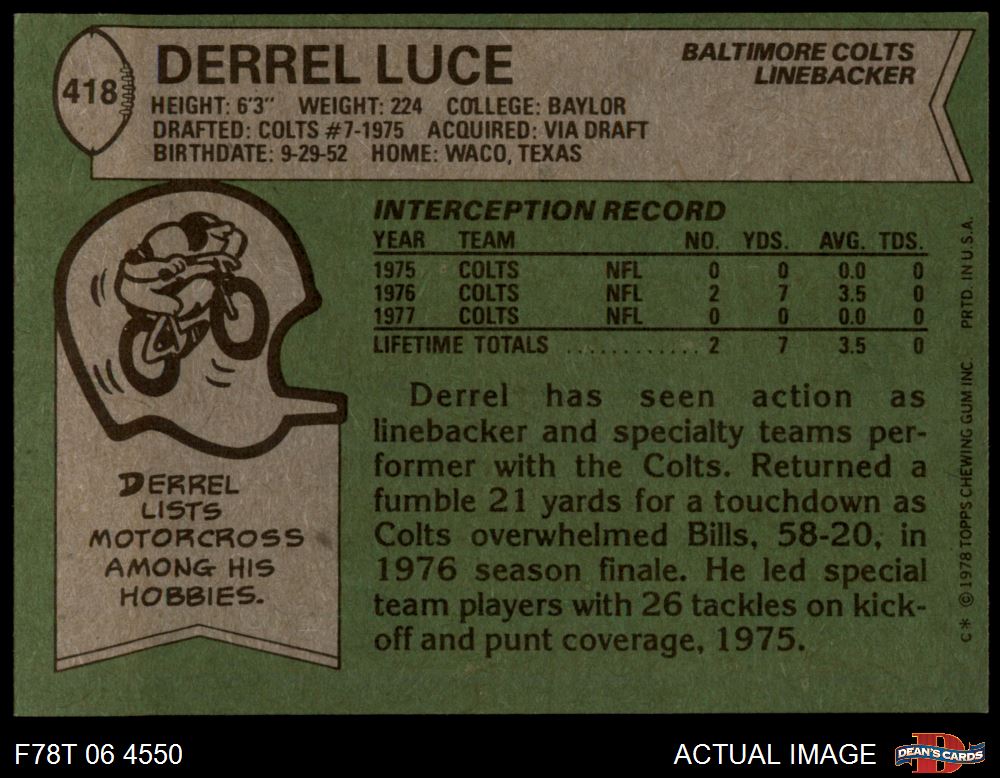 418
DERREL LUCE
BALTIMORE COLTS
LINEBACKER
HEIGHT: 6'3" WEIGHT: 224 COLLEGE: BAYLOR
DRAFTED: COLTS #7-1975 ACQUIRED: VIA DRAFT
BIRTHDATE: 9-29-52 HOME: WACO, TEXAS
INTERCEPTION RECORD
YEAR TEAM NO. YDS. AVG. TDS.
1975 COLTS NFL 0 0 0.0 0
1976 COLTS NFL 2 7 3.5 0
1977 COLTS NFL 0 0 0.0 0
LIFETIME TOTALS ............ 2 7 3.5 0
Derrel has seen action as
linebacker and specialty teams per-
former with the Colts. Returned a
fumble 21 yards for a touchdown as
Colts overwhelmed Bills, 58-20, in
1976 season finale. He led special
team players with 26 tackles on kick-
off and punt coverage, 1975.
DERREL
LISTS
MOTORCROSS
AMONG HIS
HOBBIES.
C* © 1978 TOPPS CHEWING GUM INC. PRTD. IN U.S.A.
F78T 06 4550
ACTUAL IMAGE
D
DEAN'S CARDS